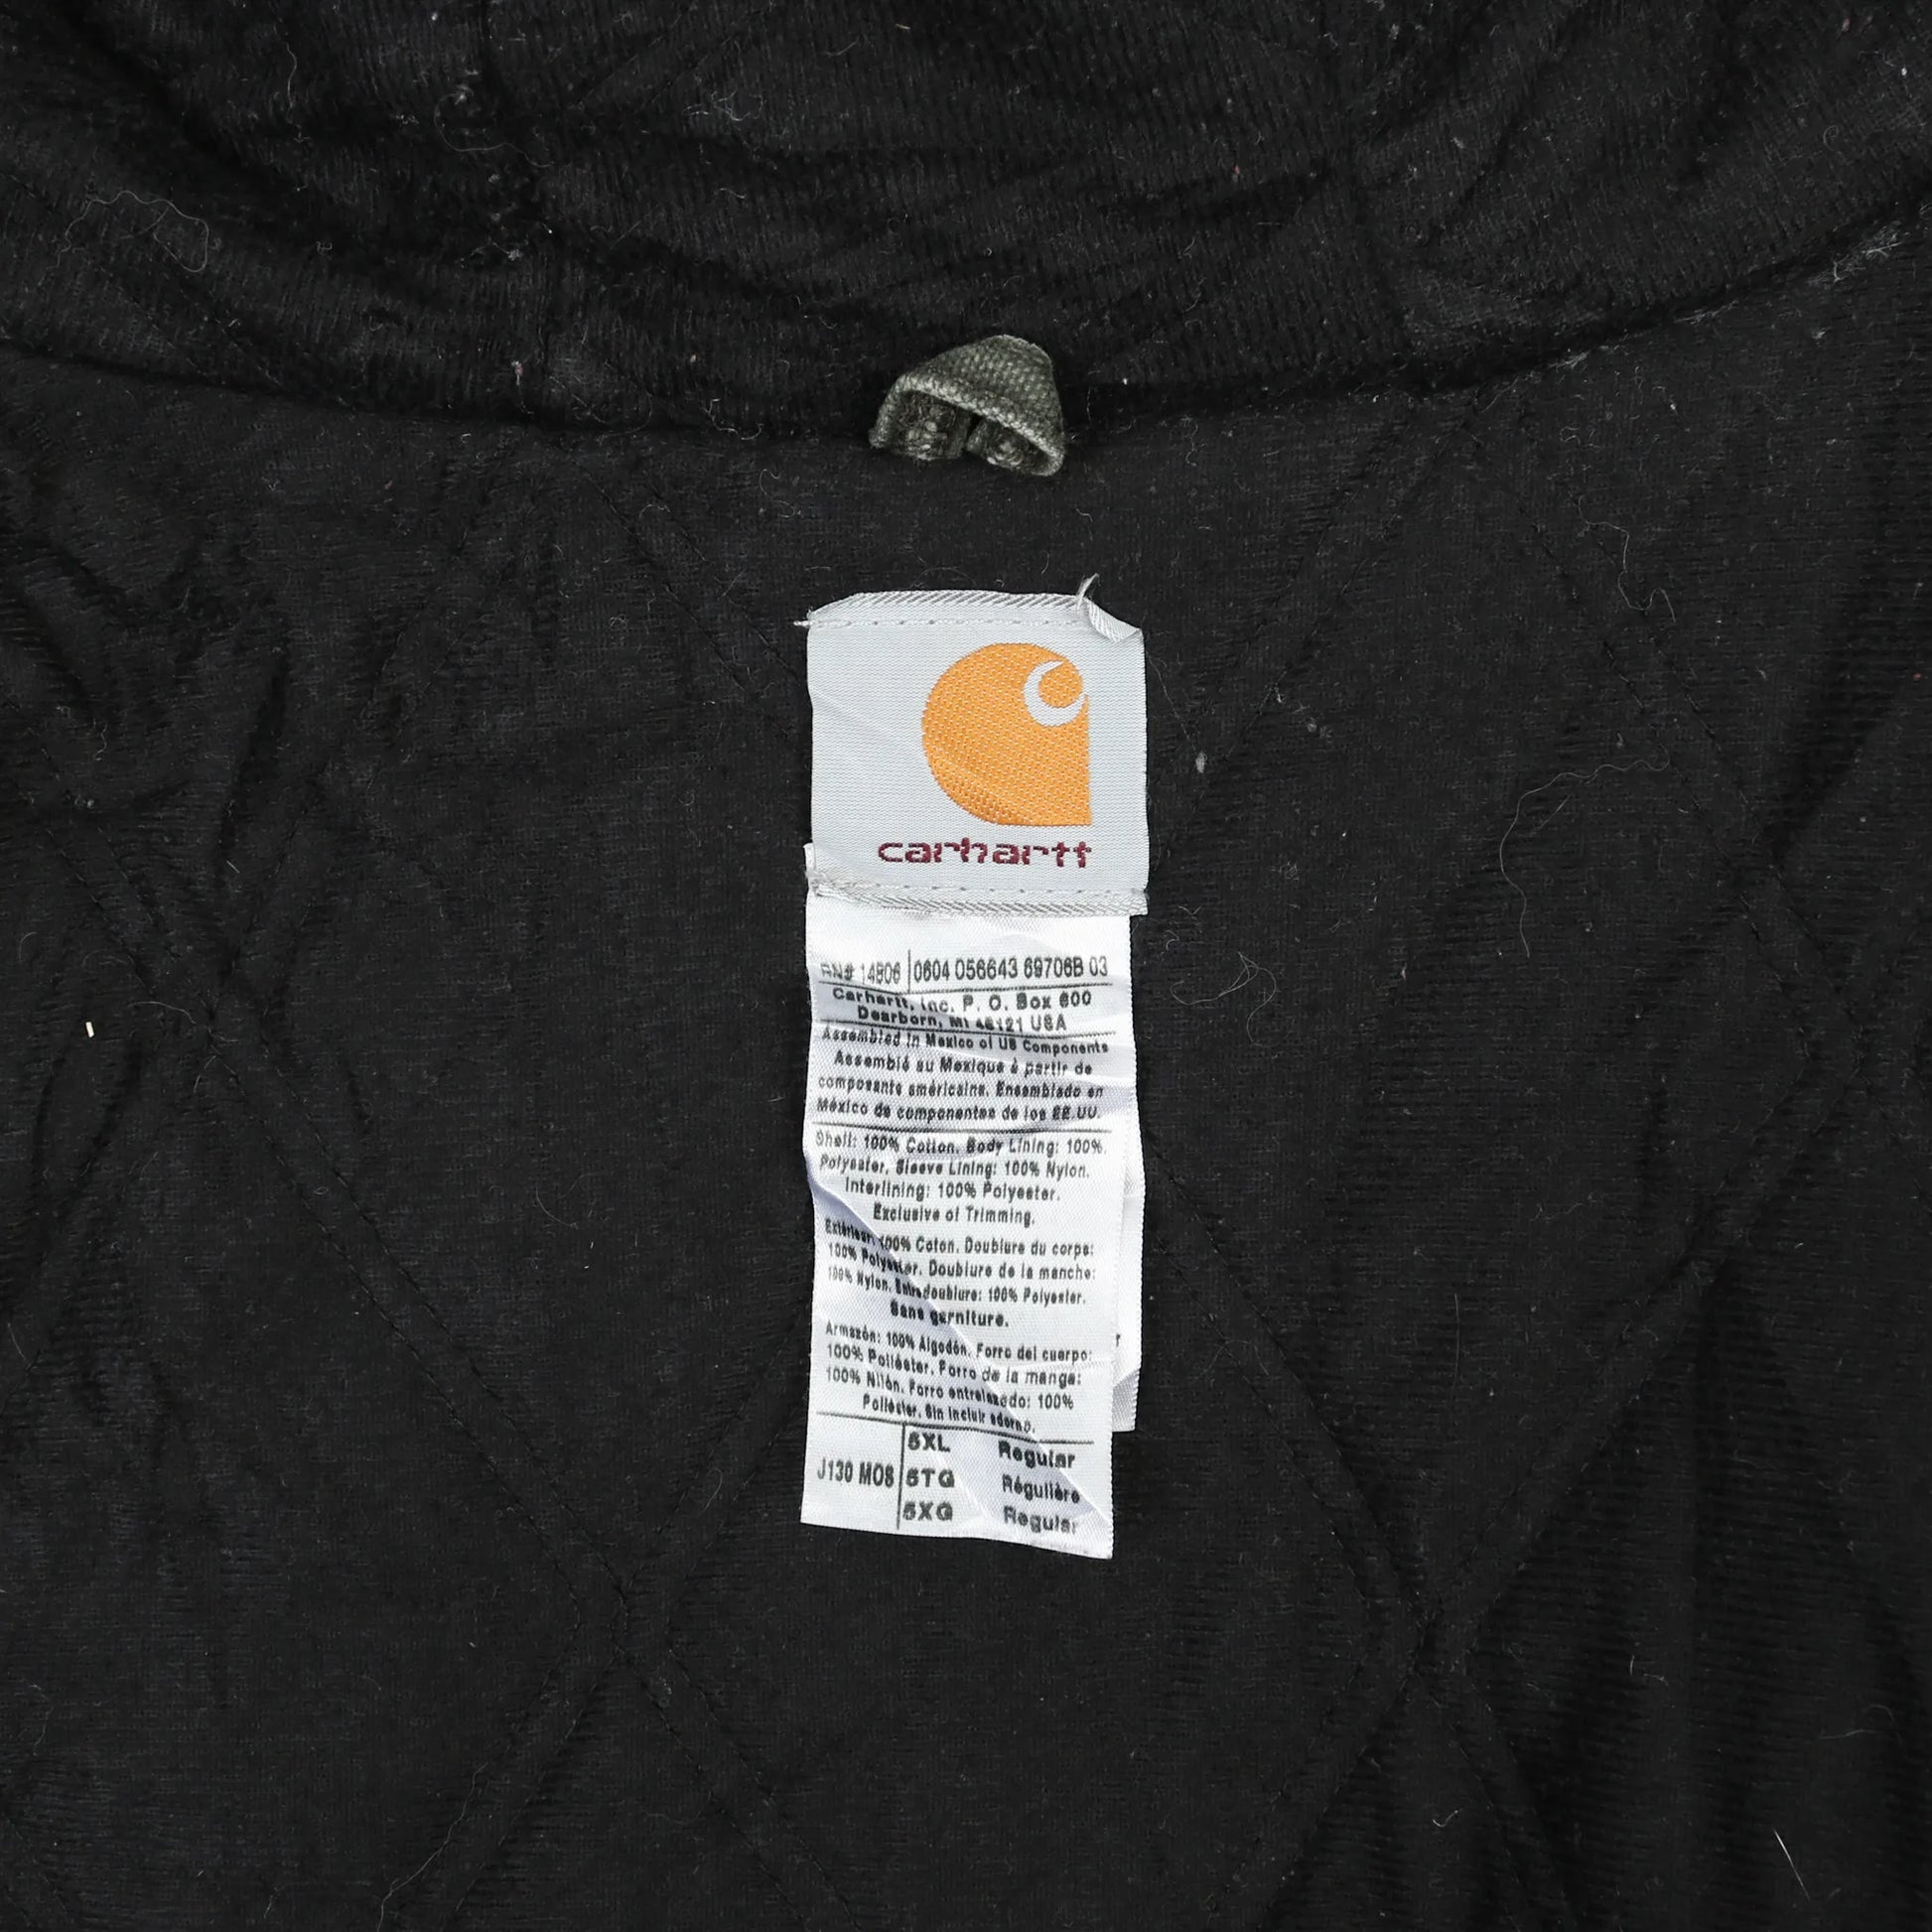 carhartt
RN# 14806 0604 056643 69706B 03
Carhartt, Inc. P. O. Box 600
Dearborn, MI 48121 USA
Assembled in Mexico of US Components
Assemblé au Mexique à partir de
composants américains. Ensamblado en
México de componentes de los EE.UU.
Shell: 100% Cotton. Body Lining: 100%
Polyester. Sleeve Lining: 100% Nylon.
Interlining: 100% Polyester.
Exclusive of Trimming.
Extérieur: 100% Coton. Doublure du corps:
100% Polyester. Doublure de la manche:
100% Nylon. Entredoublure: 100% Polyester.
Sans garniture.
Armazón: 100% Algodón. Forro del cuerpo:
100% Poliéster. Forro de la manga:
100% Nilón. Forro entrelazado: 100%
Poliéster. Sin incluir adorno.
J130 MOS
5XL Regular
5TG Régulière
5XG Regular